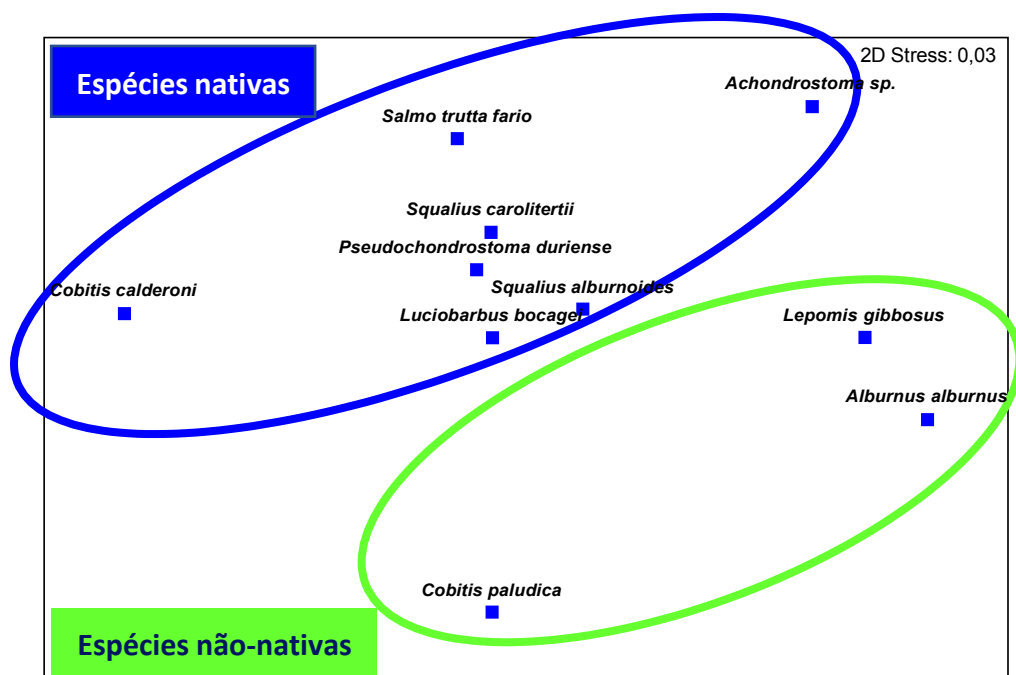 Espécies nativas
2D Stress: 0,03
Achondrostoma sp.
Salmo trutta fario
Squalius carolitertii
Pseudochondrostoma duriense
Cobitis calderoni
Squalius alburnoides
Luciobarbus bocagei
Lepomis gibbosus
Alburnus alburnus
Cobitis paludica
Espécies não-nativas